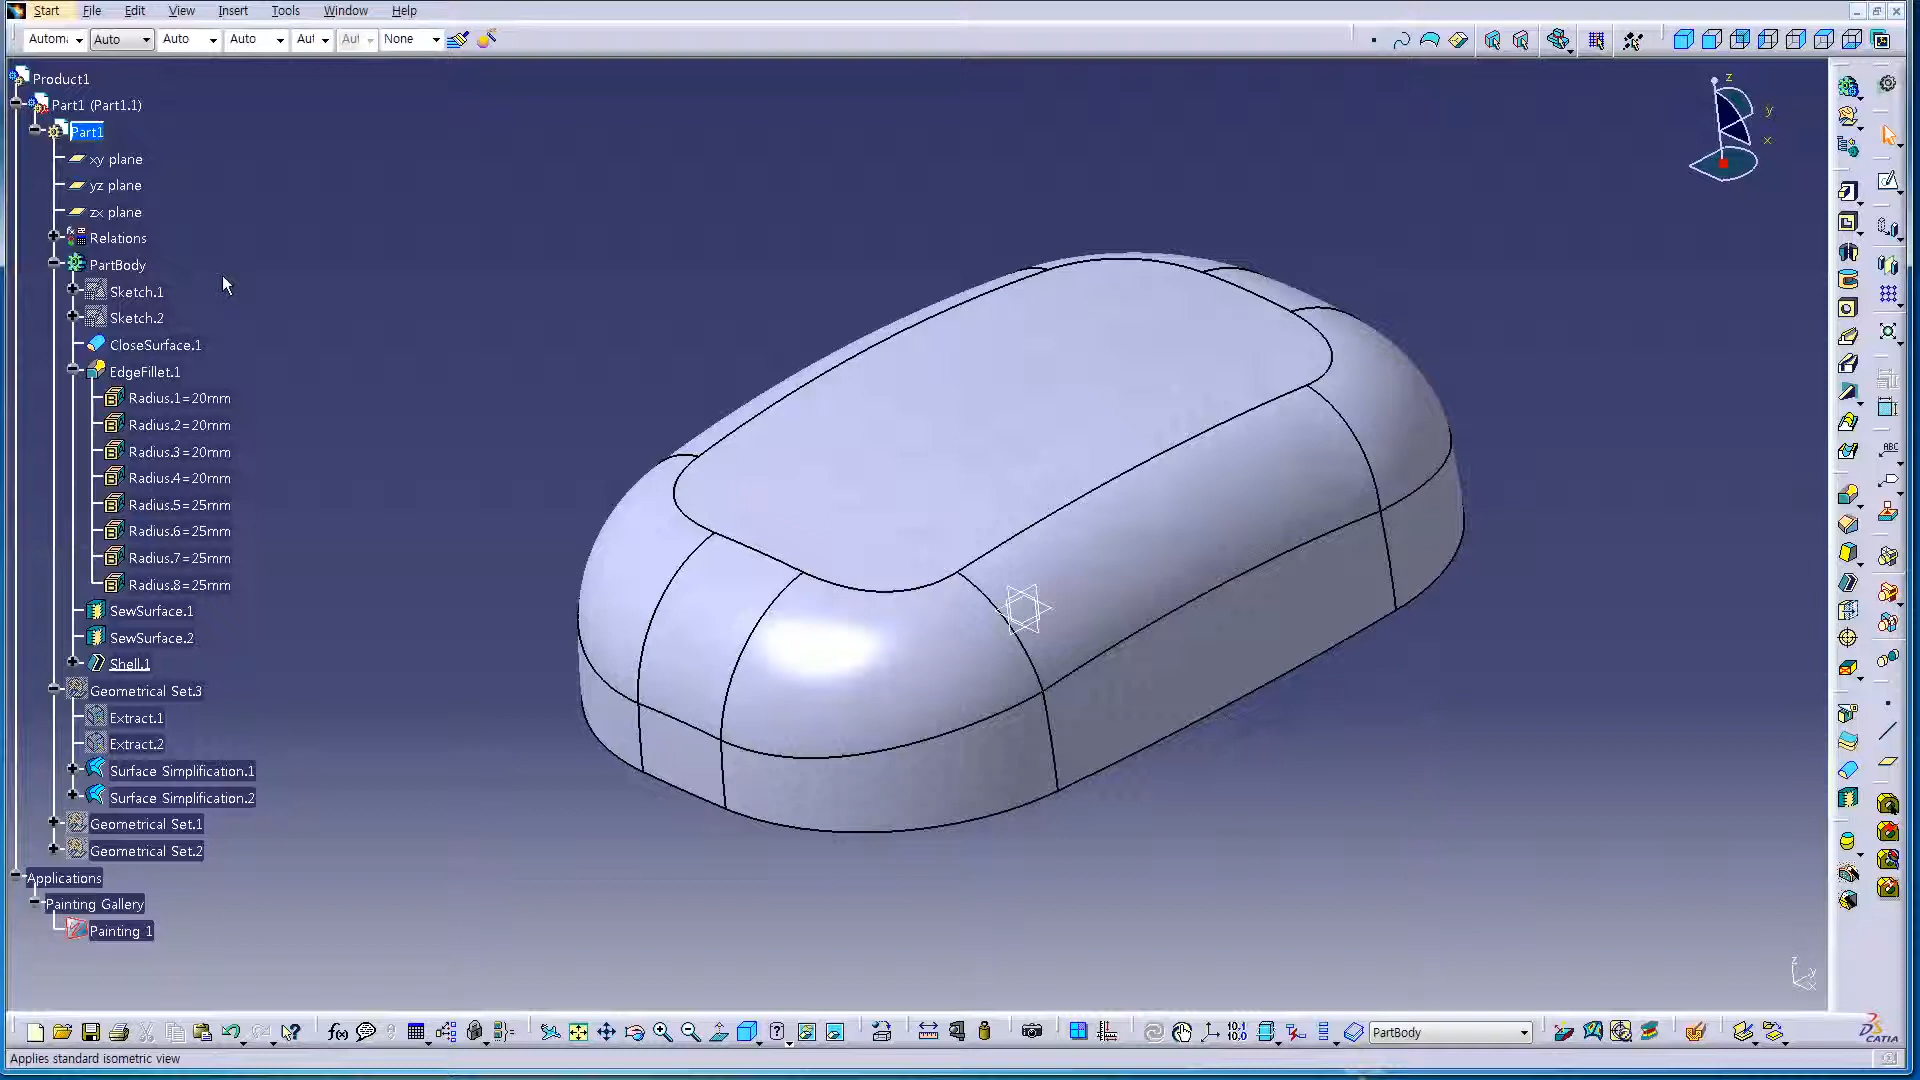 Start File Edit View Insert Tools Window Help
Auto Auto Auto Aut Aut None
Product1
Part1 (Part1.1)
Part1
xy plane
yz plane
zx plane
Relations
PartBody
Sketch.1
Sketch.2
CloseSurface.1
EdgeFillet.1
Radius.1=20mm
Radius.2=20mm
Radius.3=20mm
Radius.4=20mm
Radius.5=25mm
Radius.6=25mm
Radius.7=25mm
Radius.8=25mm
SewSurface.1
SewSurface.2
Shell.1
Geometrical Set.3
Extract.1
Extract.2
Surface Simplification.1
Surface Simplification.2
Geometrical Set.1
Geometrical Set.2
Applications
Painting Gallery
Painting 1
z
y
x
ABC
f(x)
10.1
10.0
PartBody
CATIA
Applies standard isometric view